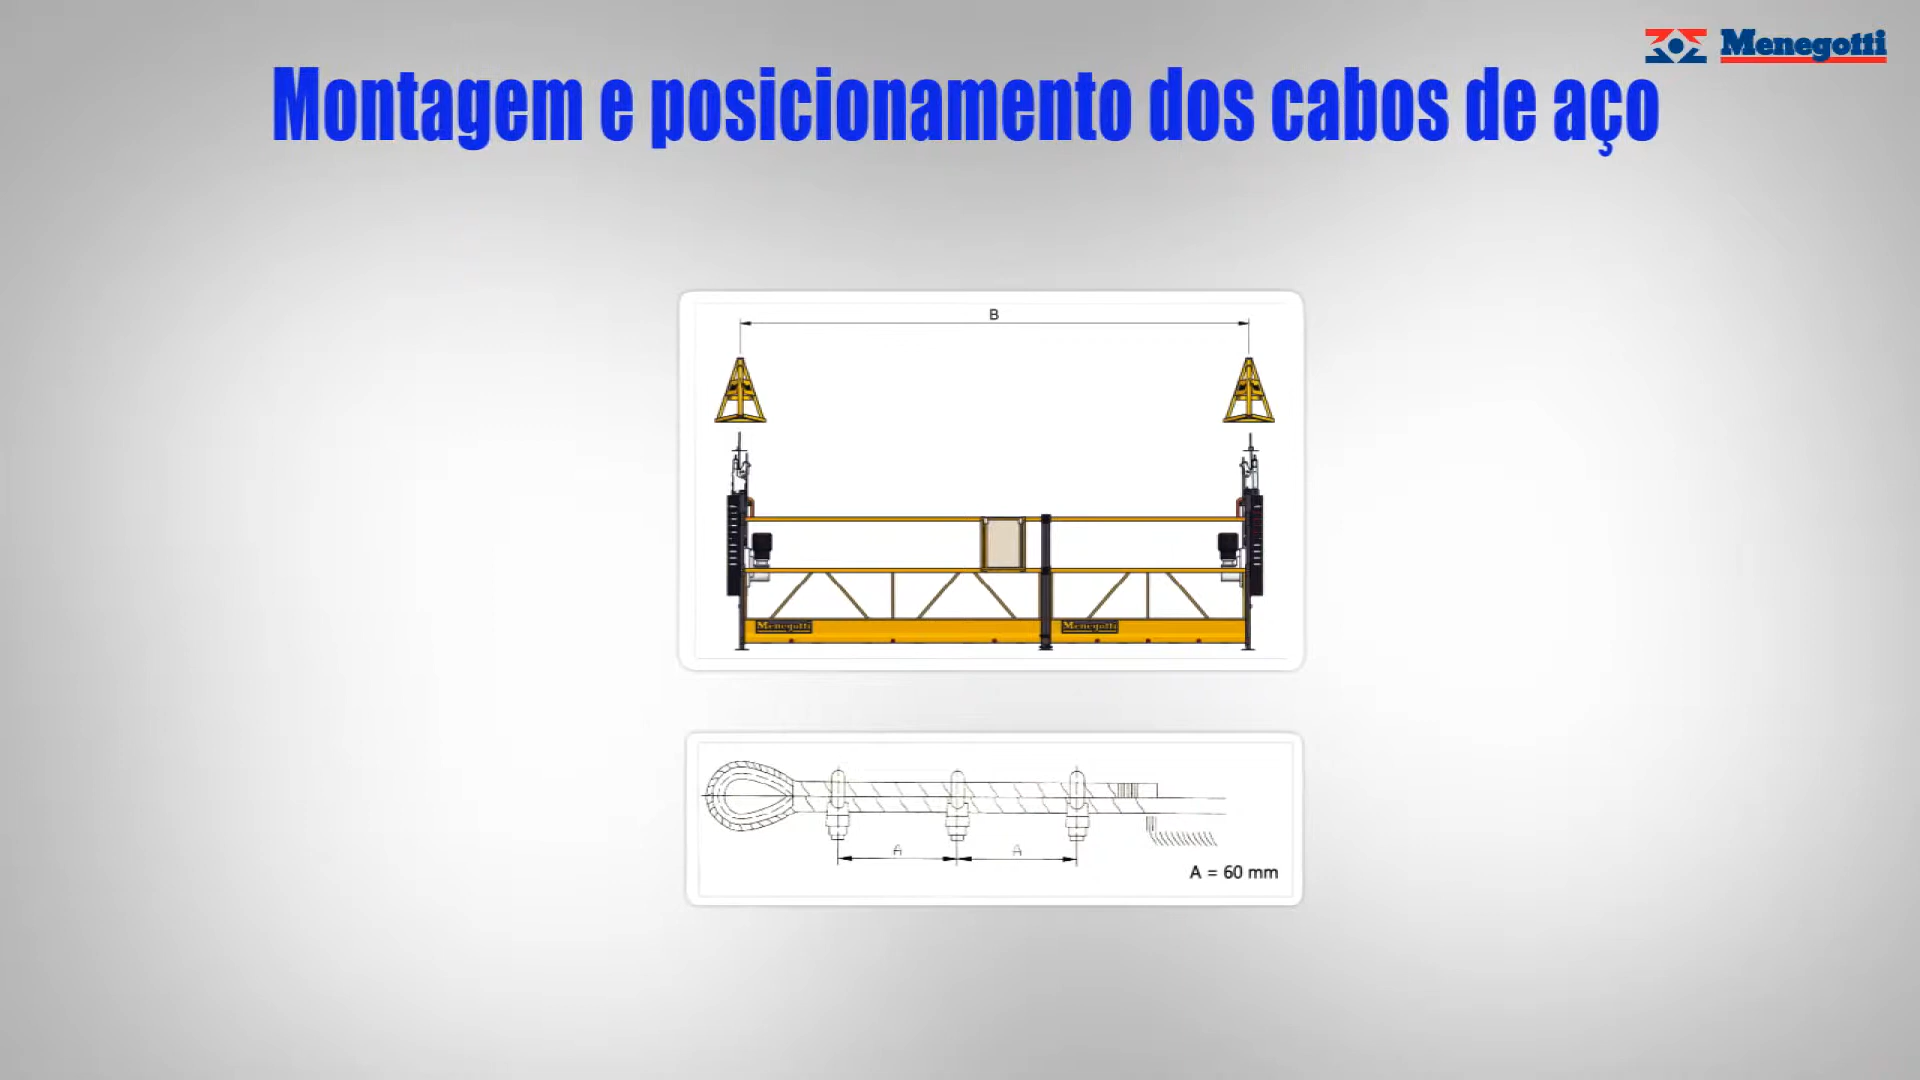 Menegotti
Montagem e posicionamento dos cabos de aço
B
Menegotti
Menegotti
A
A
A = 60 mm